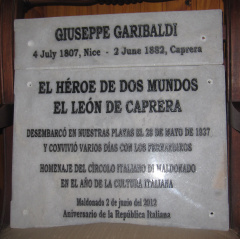 GIUSEPPE GARIBALDI
4 July 1807, Nice - 2 June 1882, Caprera
EL HÉROE DE DOS MUNDOS
EL LEÓN DE CAPRERA
DESEMBARCÓ EN NUESTRAS PLAYAS EL 28 DE MAYO DE 1837
Y CONVIVIÓ VARIOS DÍAS CON LOS FERNANDINOS
HOMENAJE DEL CÍRCOLO ITALIANO DI MALDONADO
EN EL AÑO DE LA CULTURA ITALIANA
Maldonado 2 de junio del 2012
Aniversario de la República Italiana